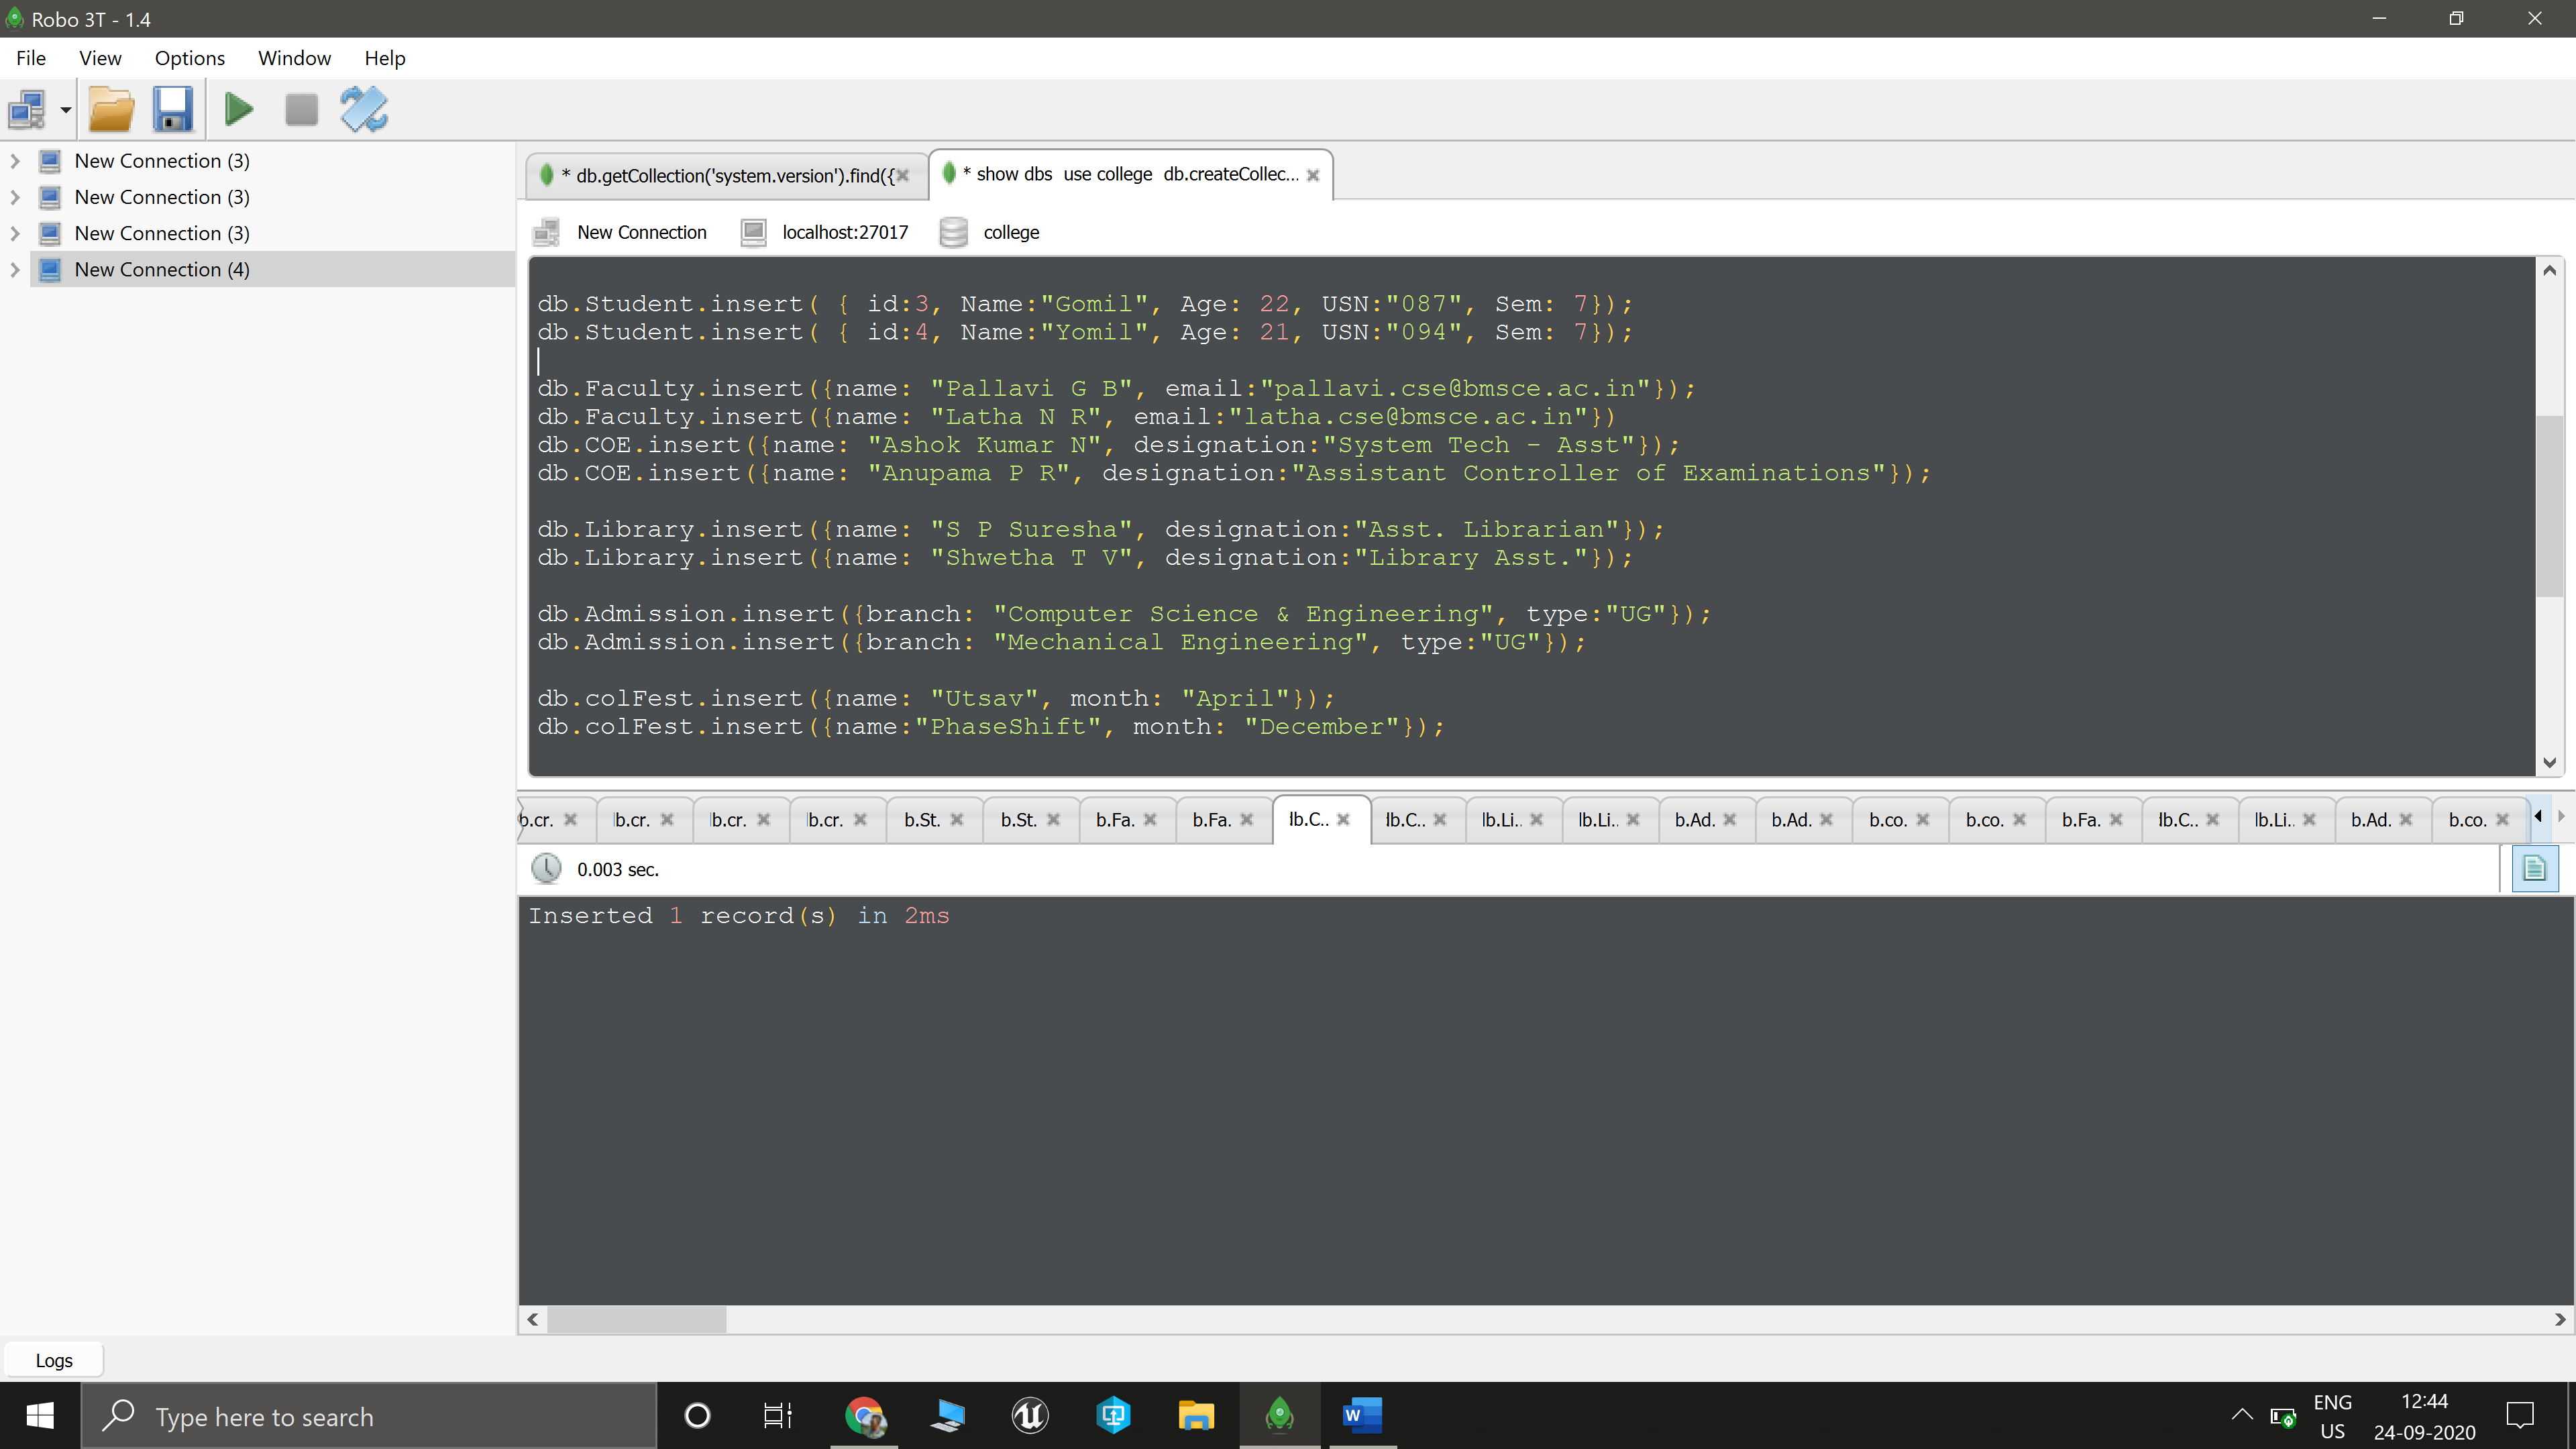 Robo 3T - 1.4
File View Options Window Help
New Connection (3)
New Connection (3)
New Connection (3)
New Connection (4)
* db.getCollection('system.version').find({
* show dbs use college db.createCollec...
New Connection localhost:27017 college
db.Student.insert( { id:3, Name:"Gomil", Age: 22, USN:"087", Sem: 7});
db.Student.insert( { id:4, Name:"Yomil", Age: 21, USN:"094", Sem: 7});
db.Faculty.insert({name: "Pallavi G B", email:"pallavi.cse@bmsce.ac.in"});
db.Faculty.insert({name: "Latha N R", email:"latha.cse@bmsce.ac.in"})
db.COE.insert({name: "Ashok Kumar N", designation:"System Tech - Asst"});
db.COE.insert({name: "Anupama P R", designation:"Assistant Controller of Examinations"});
db.Library.insert({name: "S P Suresha", designation:"Asst. Librarian"});
db.Library.insert({name: "Shwetha T V", designation:"Library Asst."});
db.Admission.insert({branch: "Computer Science & Engineering", type:"UG"});
db.Admission.insert({branch: "Mechanical Engineering", type:"UG"});
db.colFest.insert({name: "Utsav", month: "April"});
db.colFest.insert({name:"PhaseShift", month: "December"});
b.cr. b.cr. b.cr. b.cr. b.St. b.St. b.Fa. b.Fa. b.C.. b.C.. b.Li.. b.Li.. b.Ad. b.Ad. b.co. b.co. b.Fa. b.C.. b.Li.. b.Ad. b.co.
0.003 sec.
Inserted 1 record(s) in 2ms
Logs
Type here to search
W
ENG
US
12:44
24-09-2020